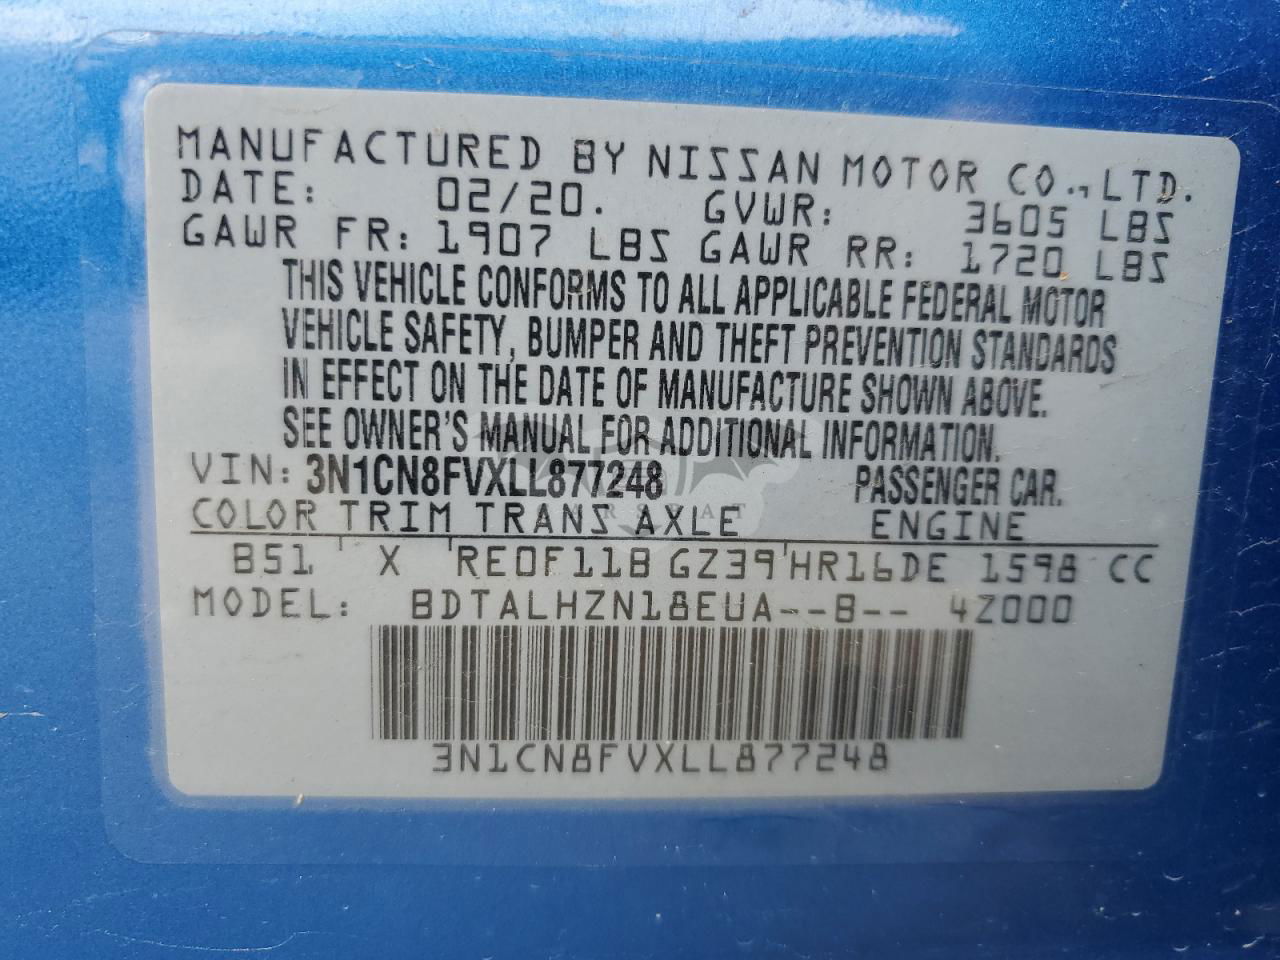 MANUFACTURED BY NISSAN MOTOR CO., LTD.
DATE: 02/20. GVWR: 3605 LBS
GAWR FR: 1907 LBS GAWR RR: 1720 LBS
THIS VEHICLE CONFORMS TO ALL APPLICABLE FEDERAL MOTOR
VEHICLE SAFETY, BUMPER AND THEFT PREVENTION STANDARDS
IN EFFECT ON THE DATE OF MANUFACTURE SHOWN ABOVE.
SEE OWNER'S MANUAL FOR ADDITIONAL INFORMATION.
VIN: 3N1CN8FVXLL877248 PASSENGER CAR.
COLOR TRIM TRANS AXLE ENGINE
B51 X RE0F11B GZ39 HR16DE 1598 CC
MODEL: BDTALHZN18EUA--B-- 4Z000
3N1CN8FVXLL877248